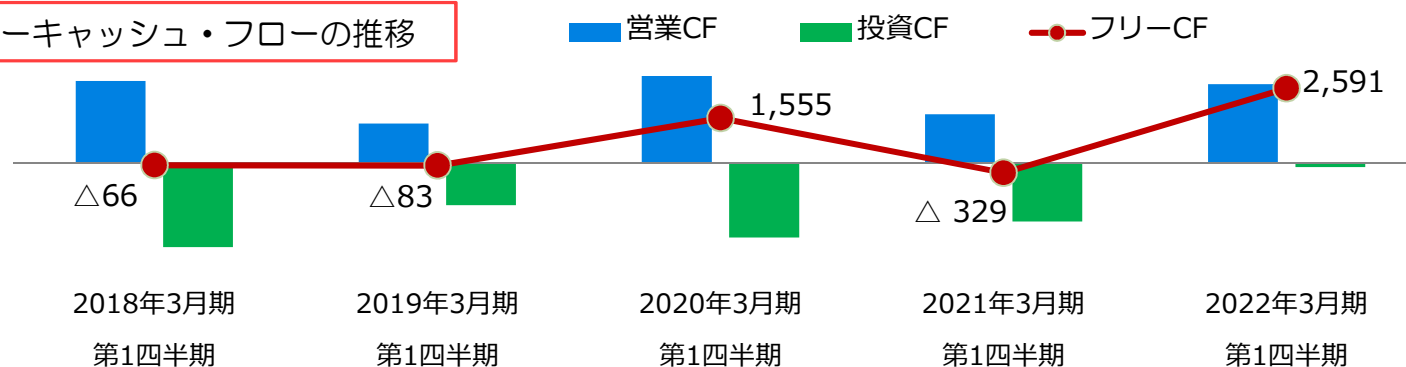 ーキャッシュ・フローの推移
営業CF
投資CF
フリーCF
△66
△83
1,555
△ 329
2,591
2018年3月期
2019年3月期
2020年3月期
2021年3月期
2022年3月期
第1四半期
第1四半期
第1四半期
第1四半期
第1四半期